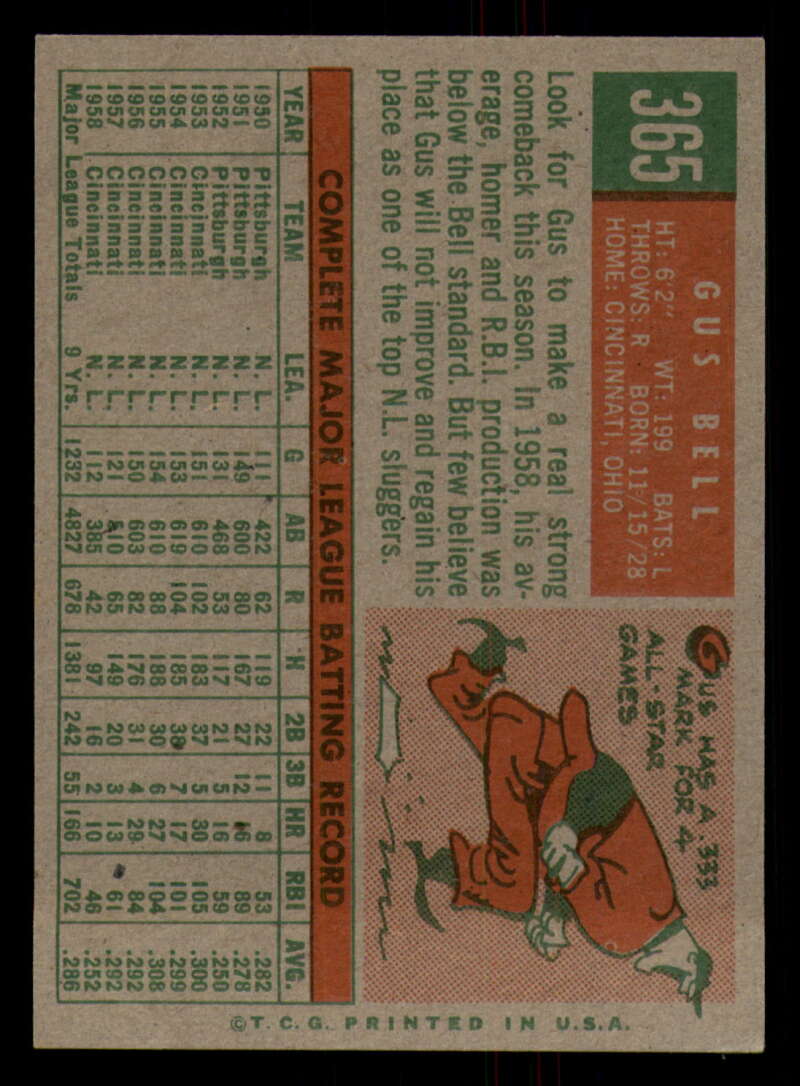 365
GUS BELL
HT: 6'2" WT: 199 BATS: L
THROWS: R BORN: 11/15/28
HOME: CINCINNATI, OHIO
Look for Gus to make a real strong
comeback this season. In 1958, his av-
erage, homer and R.B.I. production was
below the Bell standard. But few believe
that Gus will not improve and regain his
place as one of the top N.L. sluggers.
GUS HAS A .333
MARK FOR 4
ALL-STAR
GAMES
COMPLETE MAJOR LEAGUE BATTING RECORD
YEAR TEAM LEA. G AB R H 2B 3B HR RBI AVG.
1950 Pittsburgh N. L. 111 422 62 119 22 11 8 53 .282
1951 Pittsburgh N. L. 149 600 80 167 27 12 16 89 .278
1952 Pittsburgh N. L. 131 468 53 117 21 5 16 59 .250
1953 Cincinnati N. L. 151 610 102 183 37 5 30 105 .300
1954 Cincinnati N. L. 153 619 104 185 38 7 17 101 .299
1955 Cincinnati N. L. 154 610 88 188 30 6 27 104 .308
1956 Cincinnati N. L. 150 603 82 176 31 4 29 84 .292
1957 Cincinnati N. L. 121 510 65 149 20 3 13 61 .292
1958 Cincinnati N. L. 112 385 42 97 16 2 10 46 .252
Major League Totals 9 Yrs. 1232 4827 678 1381 242 55 166 702 .286
©T.C.G. PRINTED IN U.S.A.